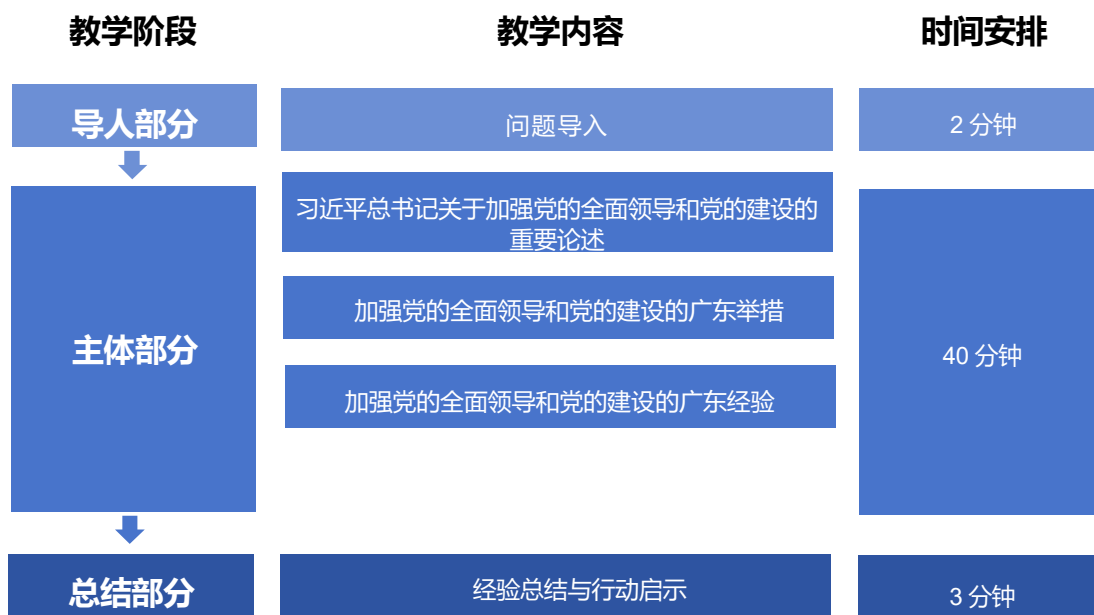 教学阶段 教学内容 时间安排
导人部分 问题导入 2 分钟
习近平总书记关于加强党的全面领导和党的建设的
重要论述
加强党的全面领导和党的建设的广东举措
主体部分 40 分钟
加强党的全面领导和党的建设的广东经验
总结部分 经验总结与行动启示 3 分钟